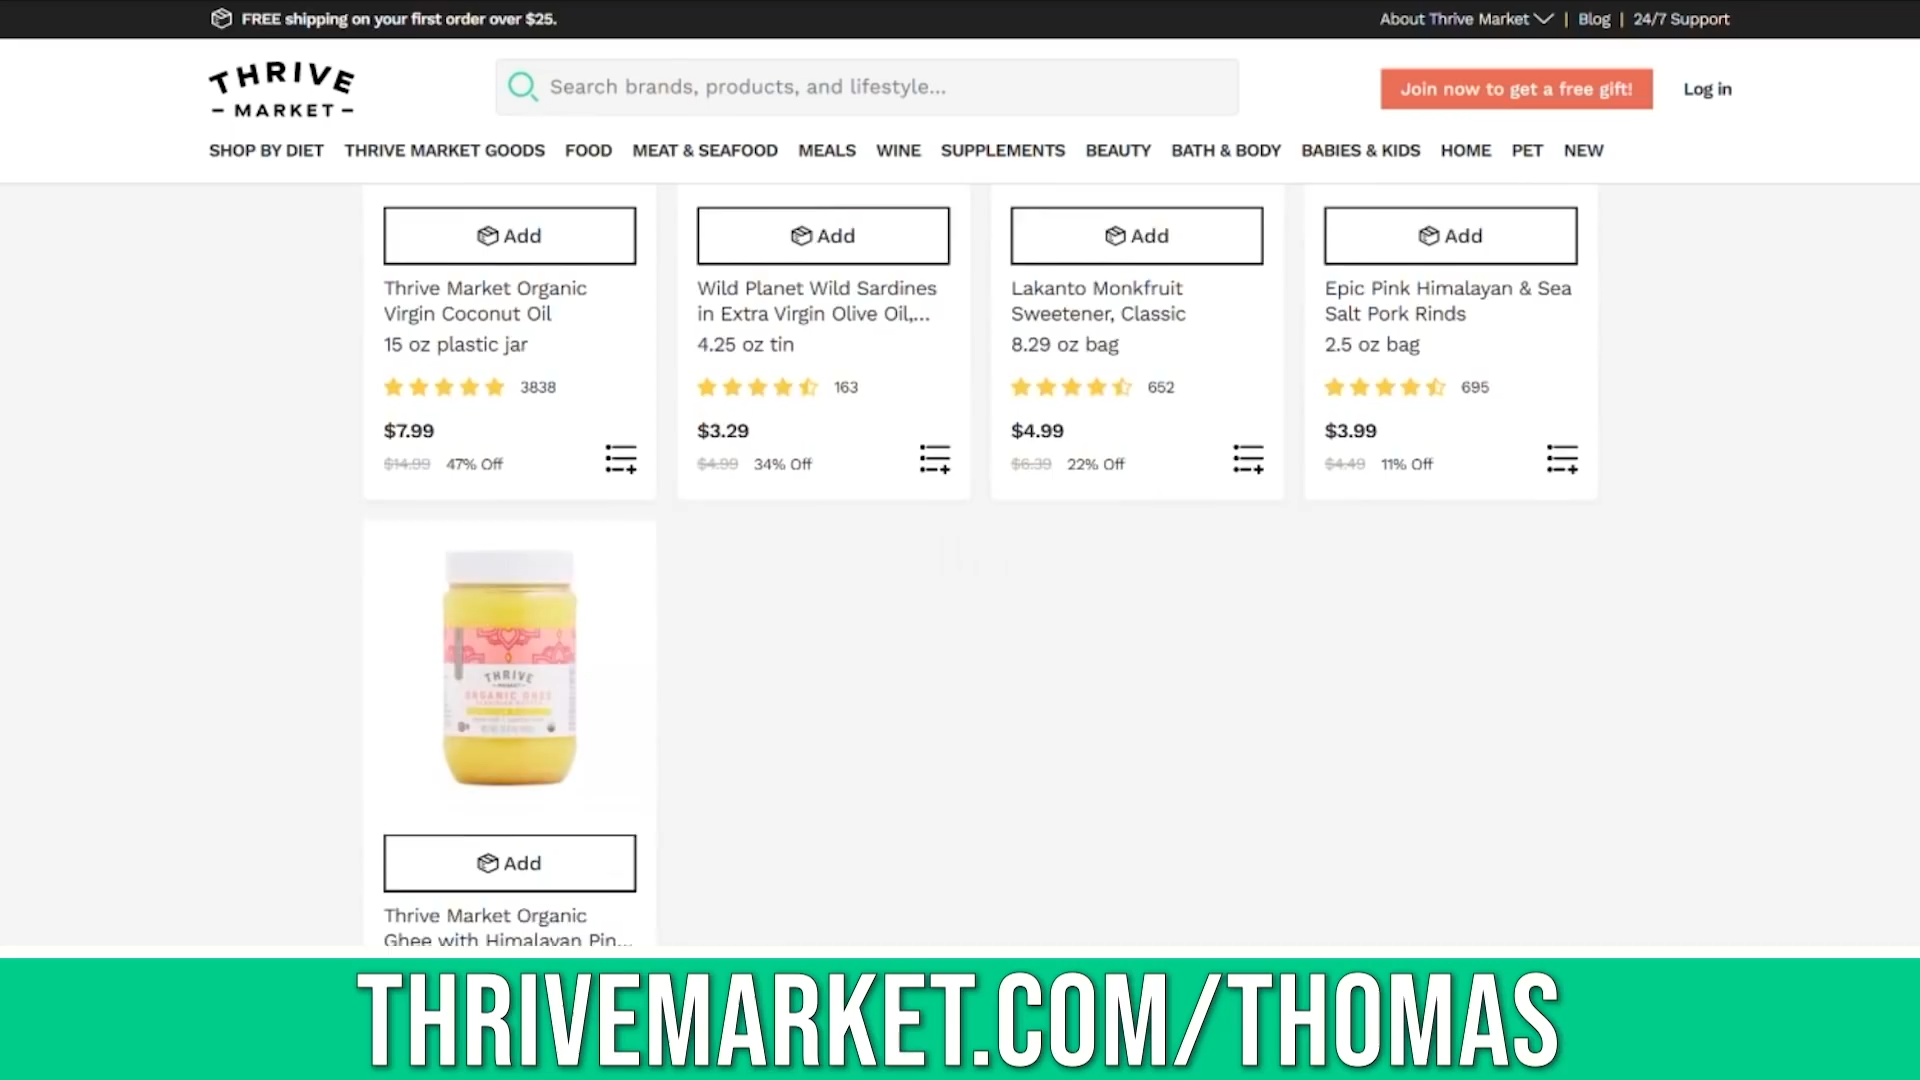 FREE shipping on your first order over $25.
About Thrive Market | Blog | 24/7 Support
THRIVE
MARKET
Search brands, products, and lifestyle...
Join now to get a free gift!
Log in
SHOP BY DIET THRIVE MARKET GOODS FOOD MEAT & SEAFOOD MEALS WINE SUPPLEMENTS BEAUTY BATH & BODY BABIES & KIDS HOME PET NEW
Add
Thrive Market Organic
Virgin Coconut Oil
15 oz plastic jar
3838
$7.99
$14.99 47% Off
Add
Wild Planet Wild Sardines
in Extra Virgin Olive Oil,...
4.25 oz tin
163
$3.29
$4.99 34% Off
Add
Lakanto Monkfruit
Sweetener, Classic
8.29 oz bag
652
$4.99
$6.39 22% Off
Add
Epic Pink Himalayan & Sea
Salt Pork Rinds
2.5 oz bag
695
$3.99
$4.49 11% Off
THRIVE
MARKET
ORGANIC GHEE
Add
Thrive Market Organic
Ghee with Himalayan Pin...
THRIVEMARKET.COM/THOMAS